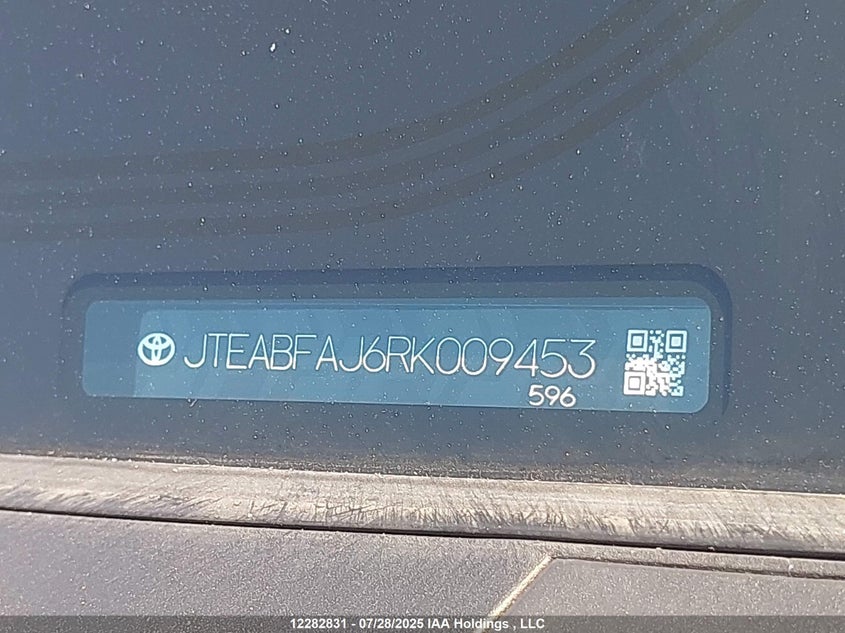 JTEABFAJ6RK009453
596
12282831 - 07/28/2025 IAA Holdings , LLC